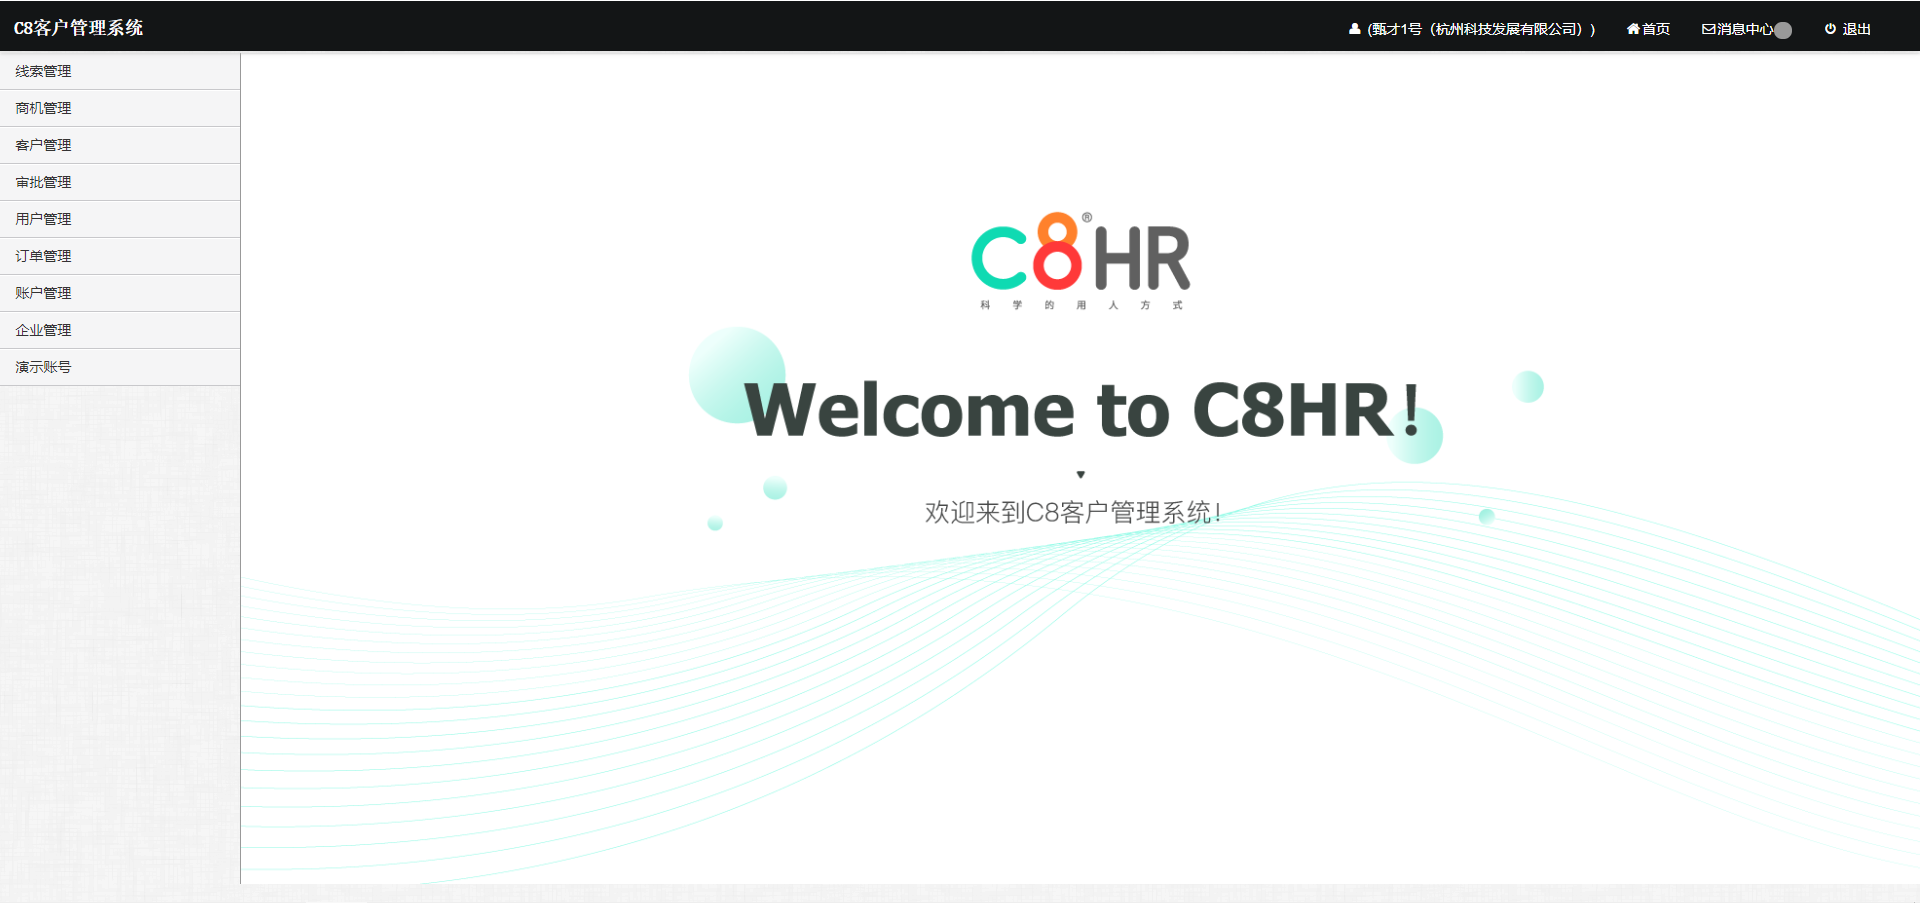 C8客户管理系统
(甄才1号（杭州科技发展有限公司）)
首页
消息中心
退出
线索管理
商机管理
客户管理
审批管理
用户管理
订单管理
账户管理
企业管理
演示账号
C8HR®
科学的用人方式
Welcome to C8HR!
欢迎来到C8客户管理系统!